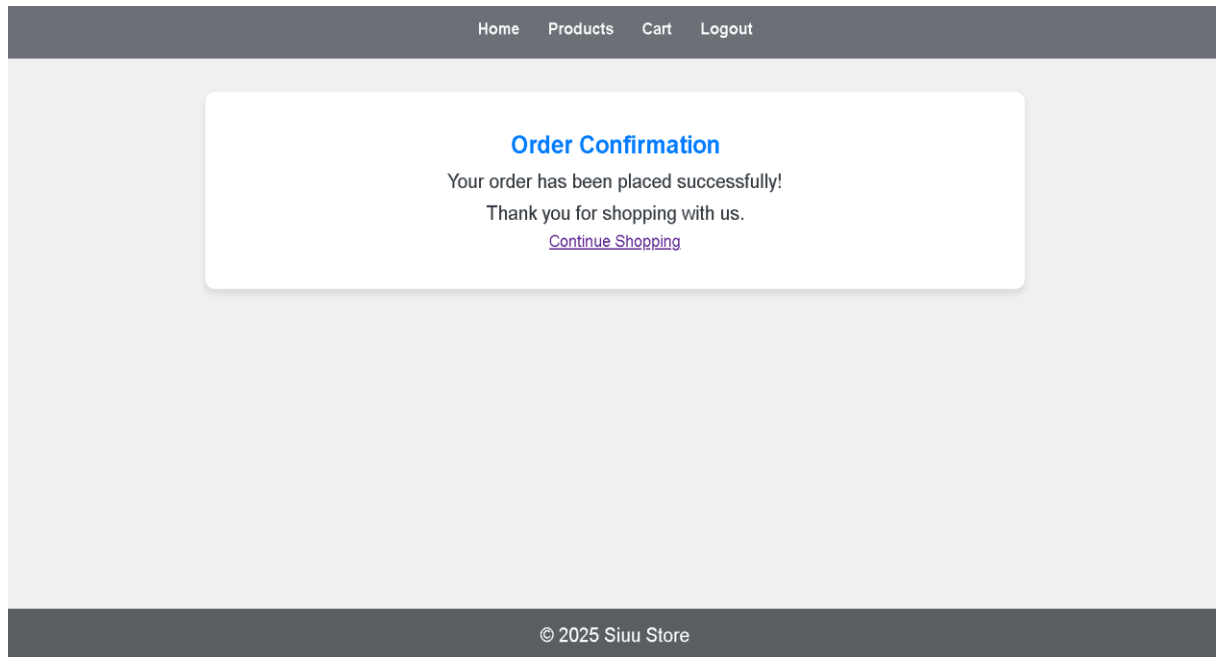 Home Products Cart Logout
Order Confirmation
Your order has been placed successfully!
Thank you for shopping with us.
Continue Shopping
© 2025 Siuu Store